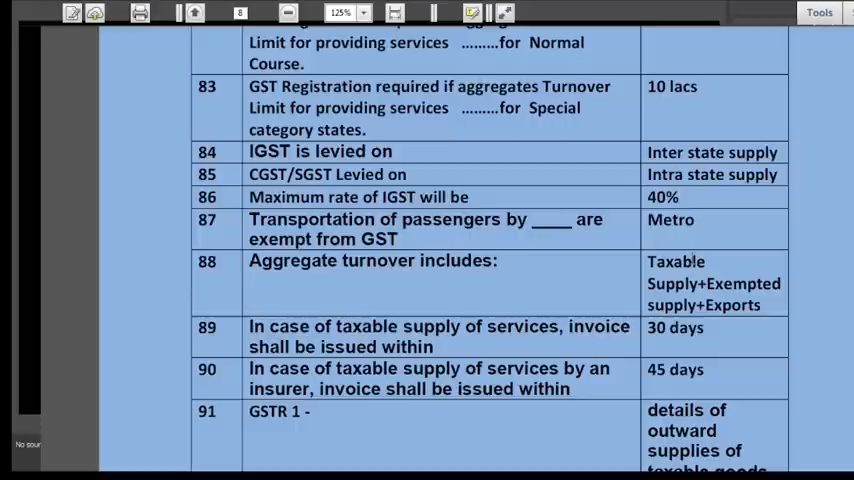 8
125%
Tools
Limit for providing services .........for Normal
Course.
83 GST Registration required if aggregates Turnover 10 lacs
Limit for providing services .........for Special
category states.
84 IGST is levied on Inter state supply
85 CGST/SGST Levied on Intra state supply
86 Maximum rate of IGST will be 40%
87 Transportation of passengers by ____ are Metro
exempt from GST
88 Aggregate turnover includes: Taxable
Supply+Exempted
supply+Exports
89 In case of taxable supply of services, invoice 30 days
shall be issued within
90 In case of taxable supply of services by an 45 days
insurer, invoice shall be issued within
91 GSTR 1 - details of
outward
supplies of
taxable goods
No sour